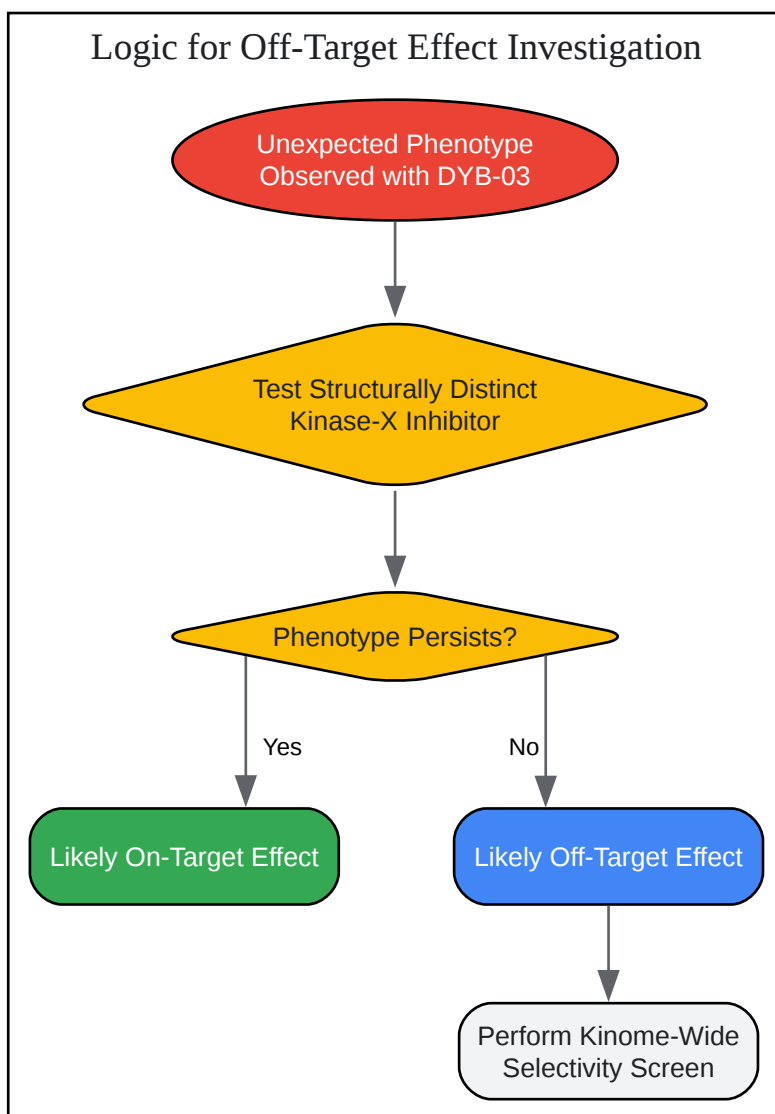 Logic for Off-Target Effect Investigation
Unexpected Phenotype
Observed with DYB-03
Test Structurally Distinct
Kinase-X Inhibitor
Phenotype Persists?
Yes
No
Likely On-Target Effect
Likely Off-Target Effect
Perform Kinome-Wide
Selectivity Screen